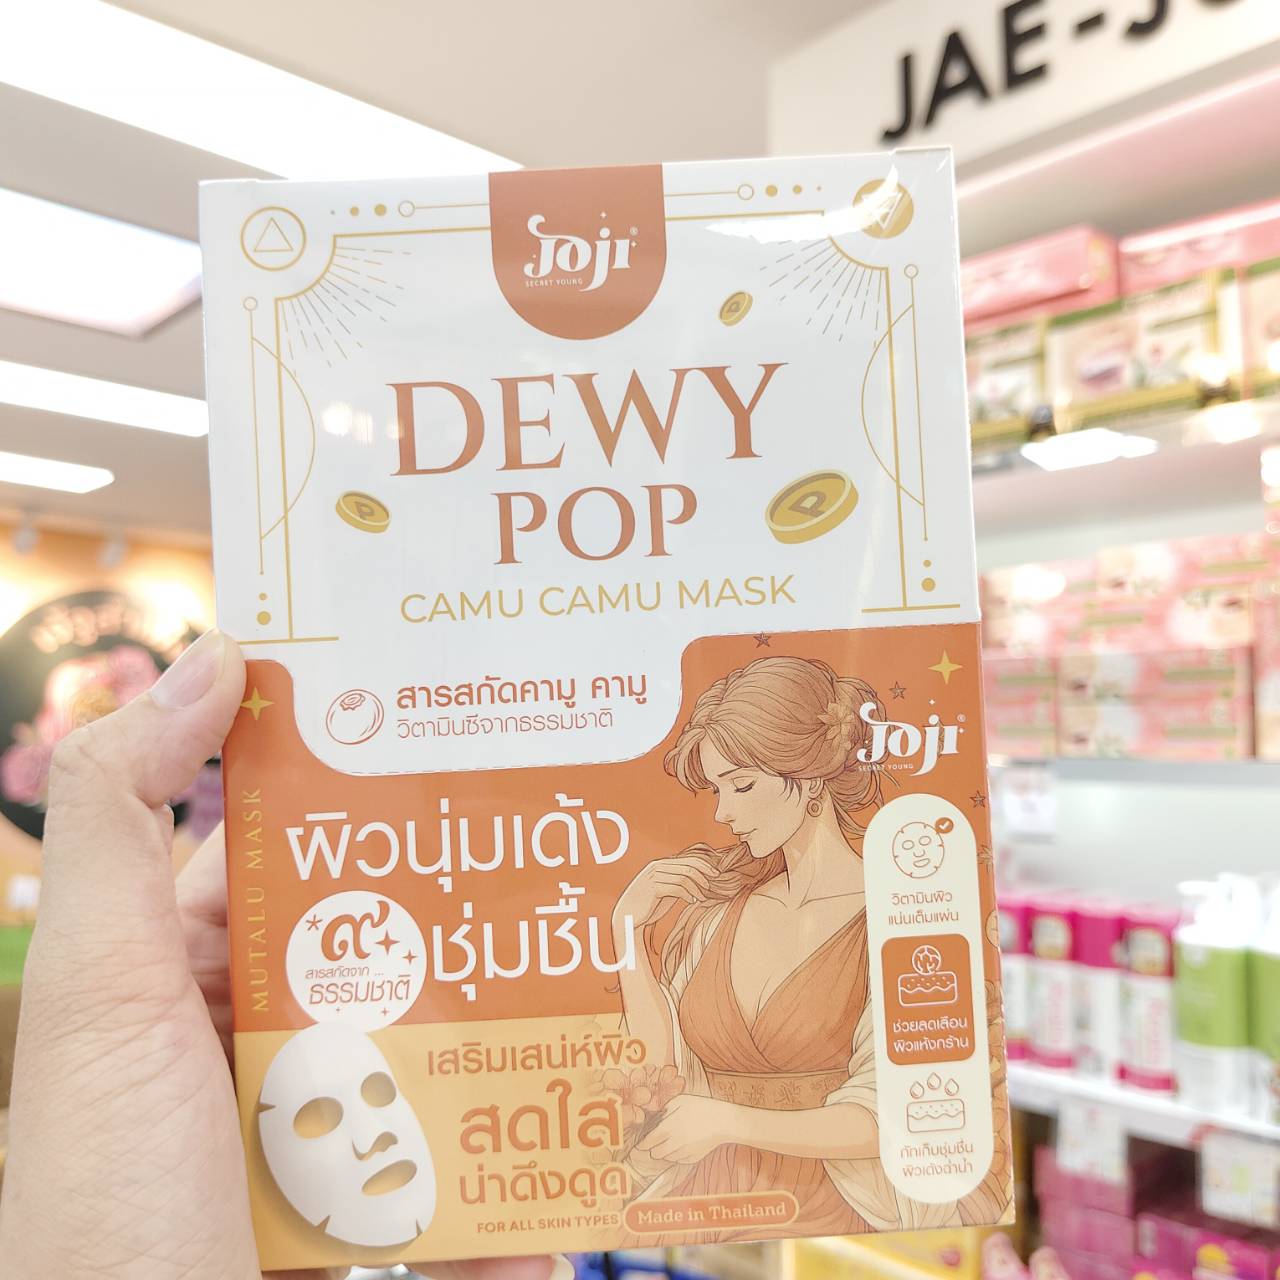 JAE-J
Joji®
SECRET YOUNG
DEWY
POP
CAMU CAMU MASK
สารสกัดคามู คามู
วิตามินซีจากธรรมชาติ
Joji®
SECRET YOUNG
MUTALU MASK
ผิวนุ่มเด้ง
ชุ่มชื้น
*๙
สารสกัดจาก...
ธรรมชาติ
วิตามินผิว
แน่นเต็มแผ่น
ช่วยลดเลือน
ผิวแห้งกร้าน
กักเก็บชุ่มชื่น
ผิวเด้งฉ่ำน้ำ
เสริมเสน่ห์ผิว
สดใส
น่าดึงดูด
FOR ALL SKIN TYPES
Made in Thailand